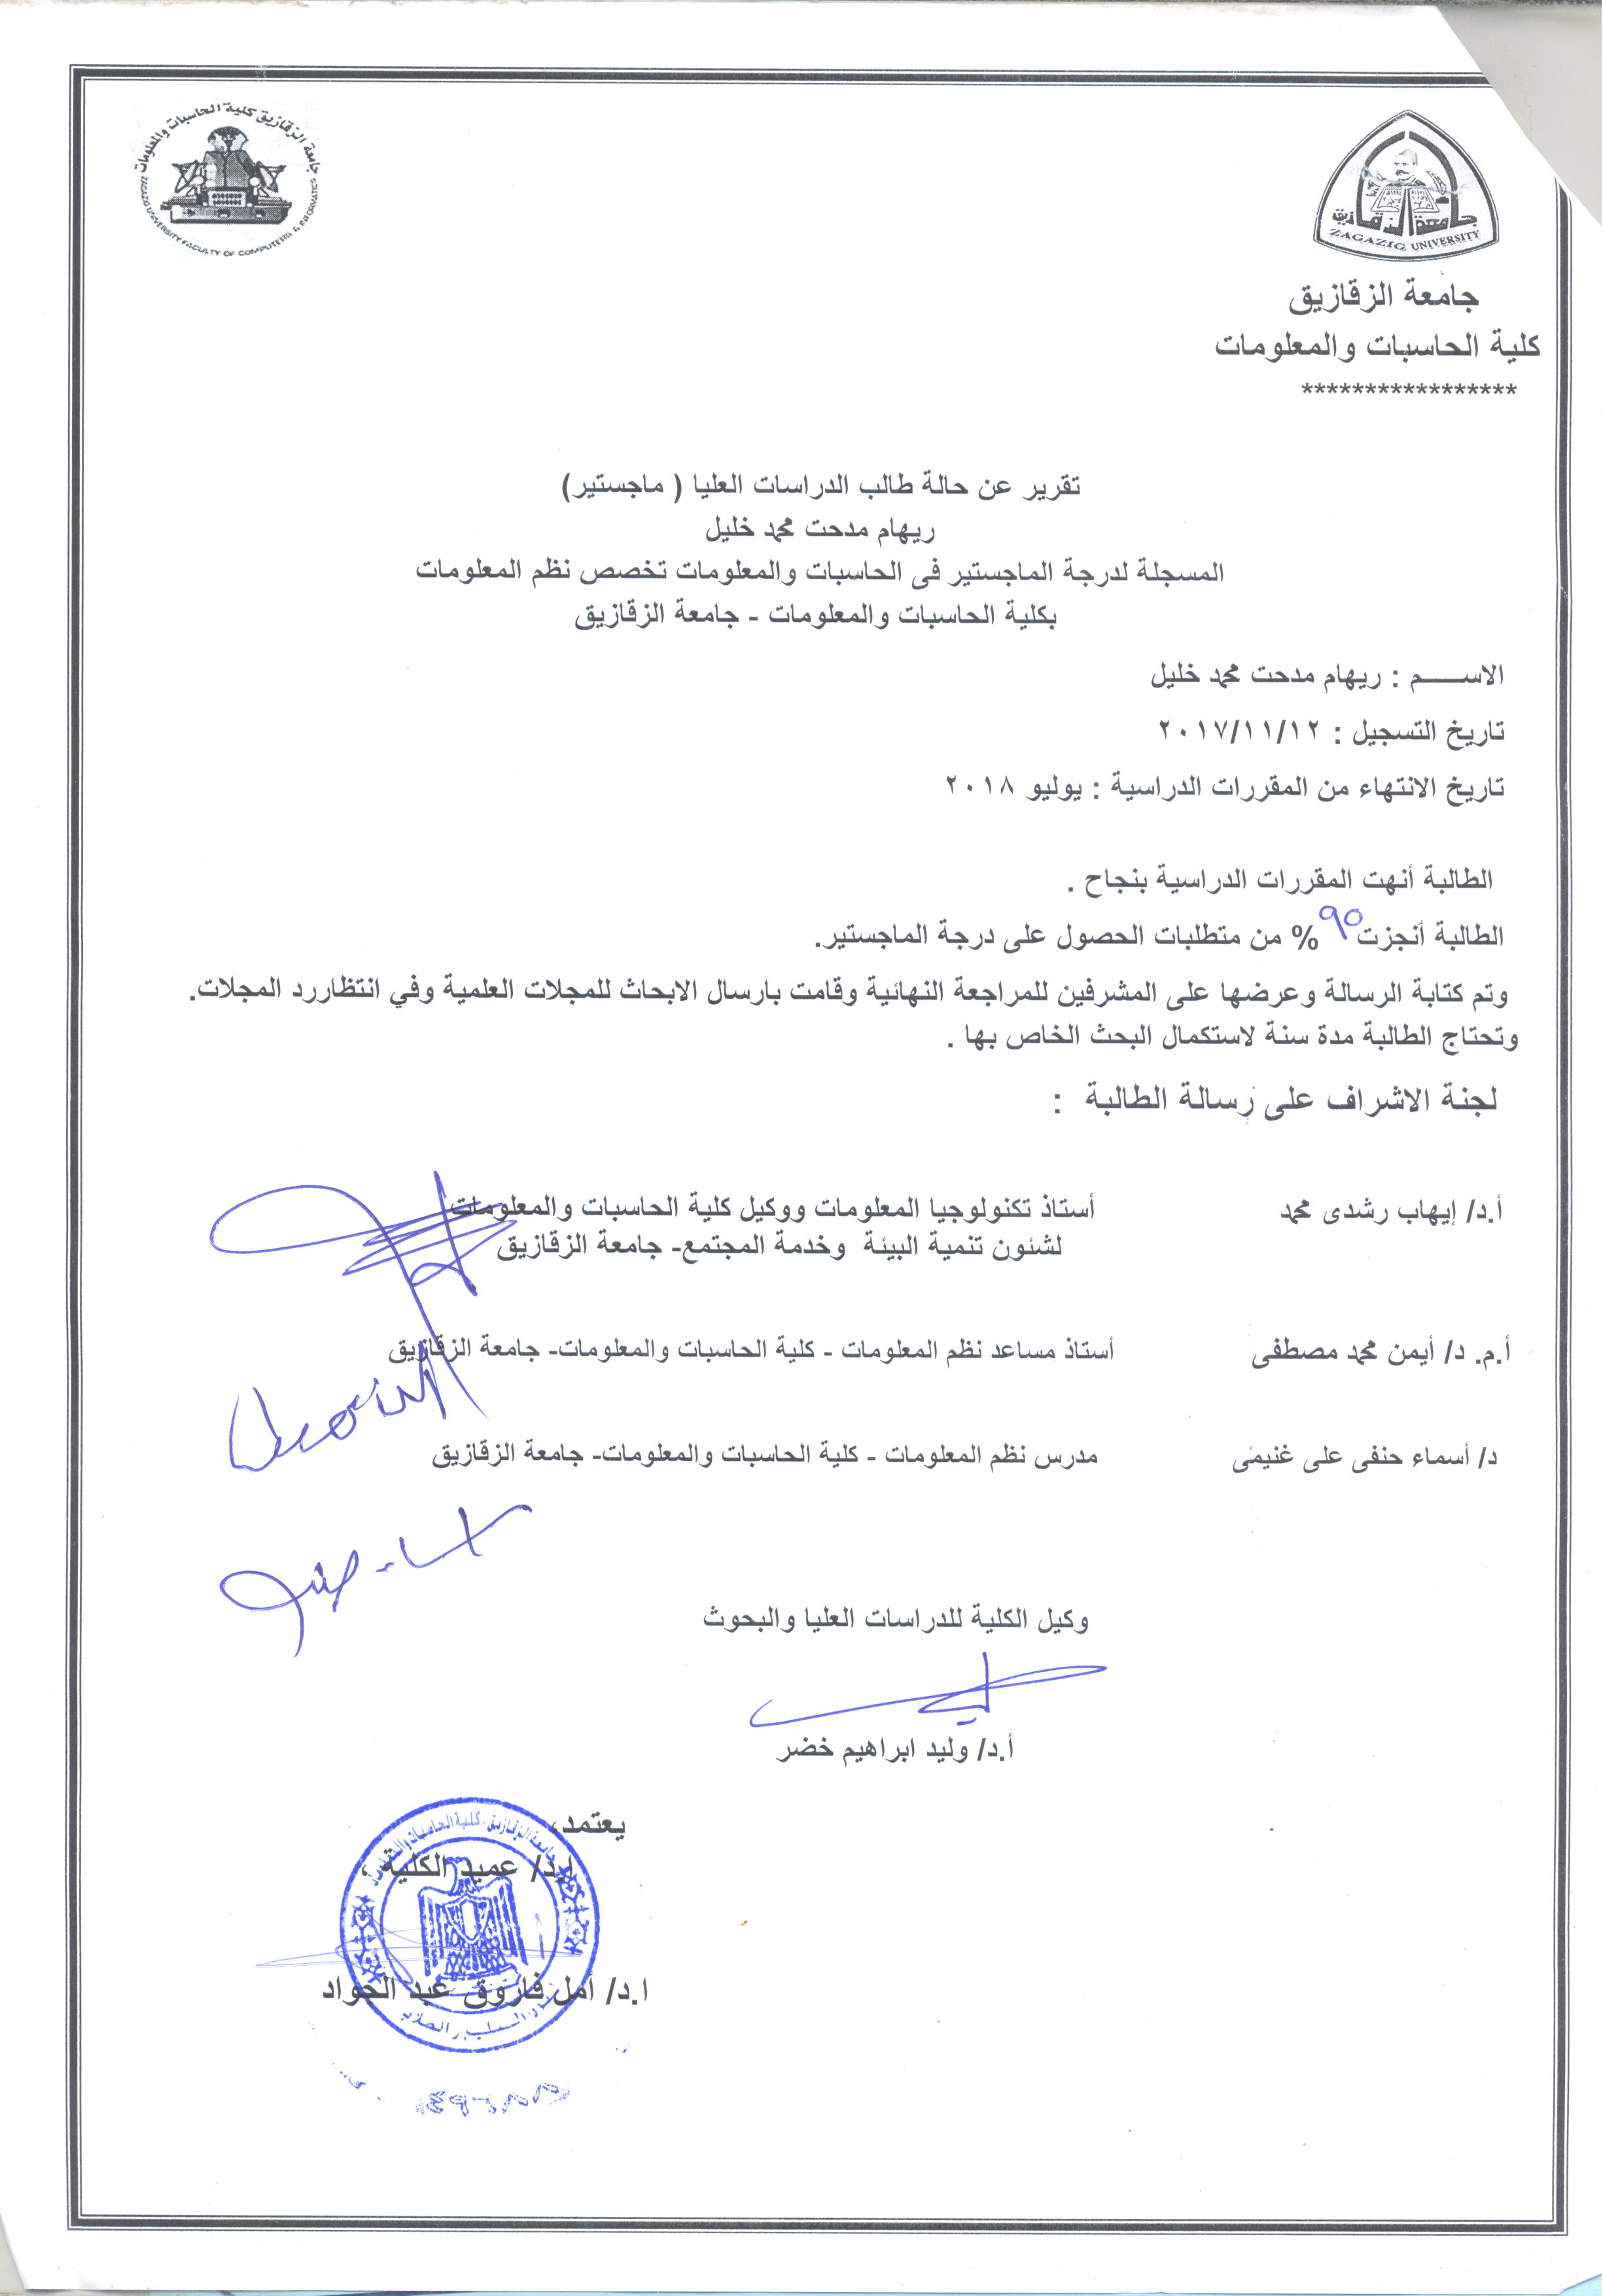 جامعة الزقازيق كلية الحاسبات والمعلومات
ZAGAZIG UNIVERSITY FACULTY OF COMPUTERS & INFORMATICS
جامعة الزقازيق
ZAGAZIG UNIVERSITY
جامعة الزقازيق
كلية الحاسبات والمعلومات
*****************
تقرير عن حالة طالب الدراسات العليا ( ماجستير)
ريهام مدحت محمد خليل
المسجلة لدرجة الماجستير فى الحاسبات والمعلومات تخصص نظم المعلومات
بكلية الحاسبات والمعلومات - جامعة الزقازيق
الاســـــم : ريهام مدحت محمد خليل
تاريخ التسجيل : ٢٠١٧/١١/١٢
تاريخ الانتهاء من المقررات الدراسية : يوليو ٢٠١٨
الطالبة أنهت المقررات الدراسية بنجاح .
الطالبة أنجزت ٩٥ % من متطلبات الحصول على درجة الماجستير.
وتم كتابة الرسالة وعرضها على المشرفين للمراجعة النهائية وقامت بارسال الابحاث للمجلات العلمية وفي انتظاررد المجلات.
وتحتاج الطالبة مدة سنة لاستكمال البحث الخاص بها .
لجنة الاشراف على رسالة الطالبة :
أ.د/ إيهاب رشدى محمد أستاذ تكنولوجيا المعلومات ووكيل كلية الحاسبات والمعلومات
لشئون تنمية البيئة وخدمة المجتمع- جامعة الزقازيق
أ.م. د/ أيمن محمد مصطفى أستاذ مساعد نظم المعلومات - كلية الحاسبات والمعلومات- جامعة الزقازيق
د/ أسماء حنفى على غنيمى مدرس نظم المعلومات - كلية الحاسبات والمعلومات- جامعة الزقازيق
وكيل الكلية للدراسات العليا والبحوث
أ.د/ وليد ابراهيم خضر
يعتمد،
ا.د/ عميد الكلية
ا.د/ أمل فاروق عبد الجواد